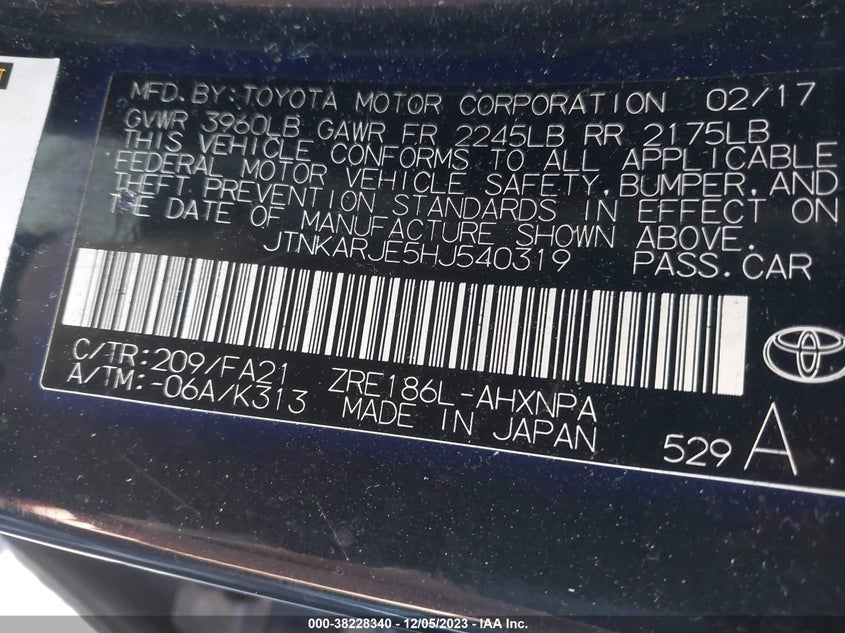 MFD.BY:TOYOTA MOTOR CORPORATION 02/17
GVWR 3960LB GAWR FR 2245LB RR 2175LB
THIS VEHICLE CONFORMS TO ALL APPLICABLE
FEDERAL MOTOR VEHICLE SAFETY,BUMPER,AND
THEFT PREVENTION STANDARDS IN EFFECT ON
THE DATE OF MANUFACTURE SHOWN ABOVE.
JTNKARJE5HJ540319 PASS.CAR
C/TR:209/FA21 ZRE186L-AHXNPA
A/TM:-06A/K313 MADE IN JAPAN
529 A
000-38228340 - 12/05/2023 - IAA Inc.